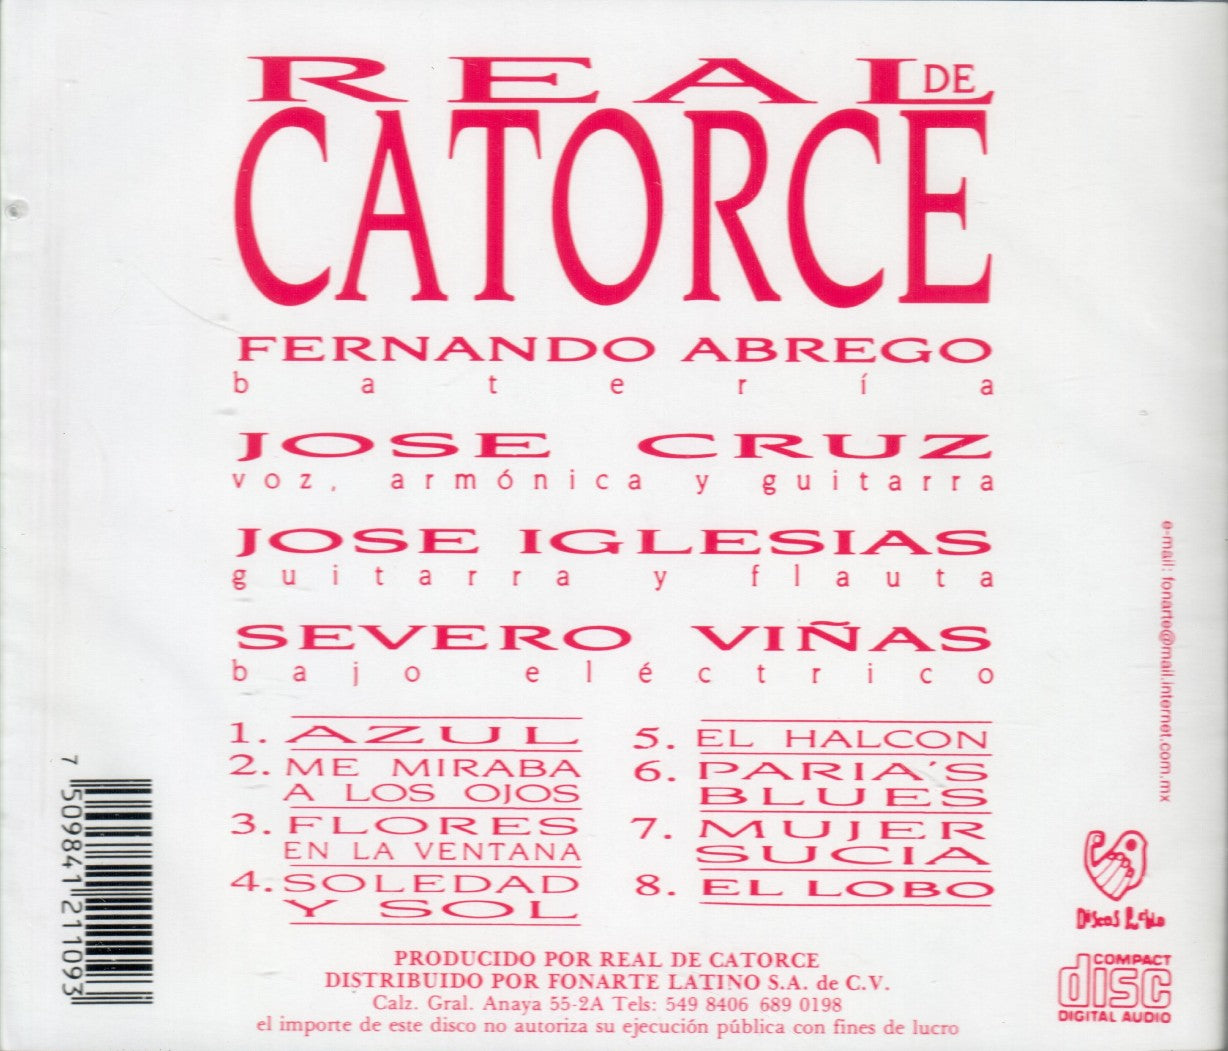 REAL DE
CATORCE
FERNANDO ABREGO
batería
JOSE CRUZ
voz, armónica y guitarra
JOSE IGLESIAS
guitarra y flauta
SEVERO VIÑAS
bajo eléctrico
1. AZUL
2. ME MIRABA
A LOS OJOS
3. FLORES
EN LA VENTANA
4. SOLEDAD
Y SOL
5. EL HALCON
6. PARIA'S
BLUES
7. MUJER
SUCIA
8. EL LOBO
PRODUCIDO POR REAL DE CATORCE
DISTRIBUIDO POR FONARTE LATINO S.A. de C.V.
Calz. Gral. Anaya 55-2A Tels: 549 8406 689 0198
el importe de este disco no autoriza su ejecución pública con fines de lucro
7 509841 211093
e-mail: fonarte@mail.internet.com.mx
Discos Pueblo
COMPACT
disc
DIGITAL AUDIO